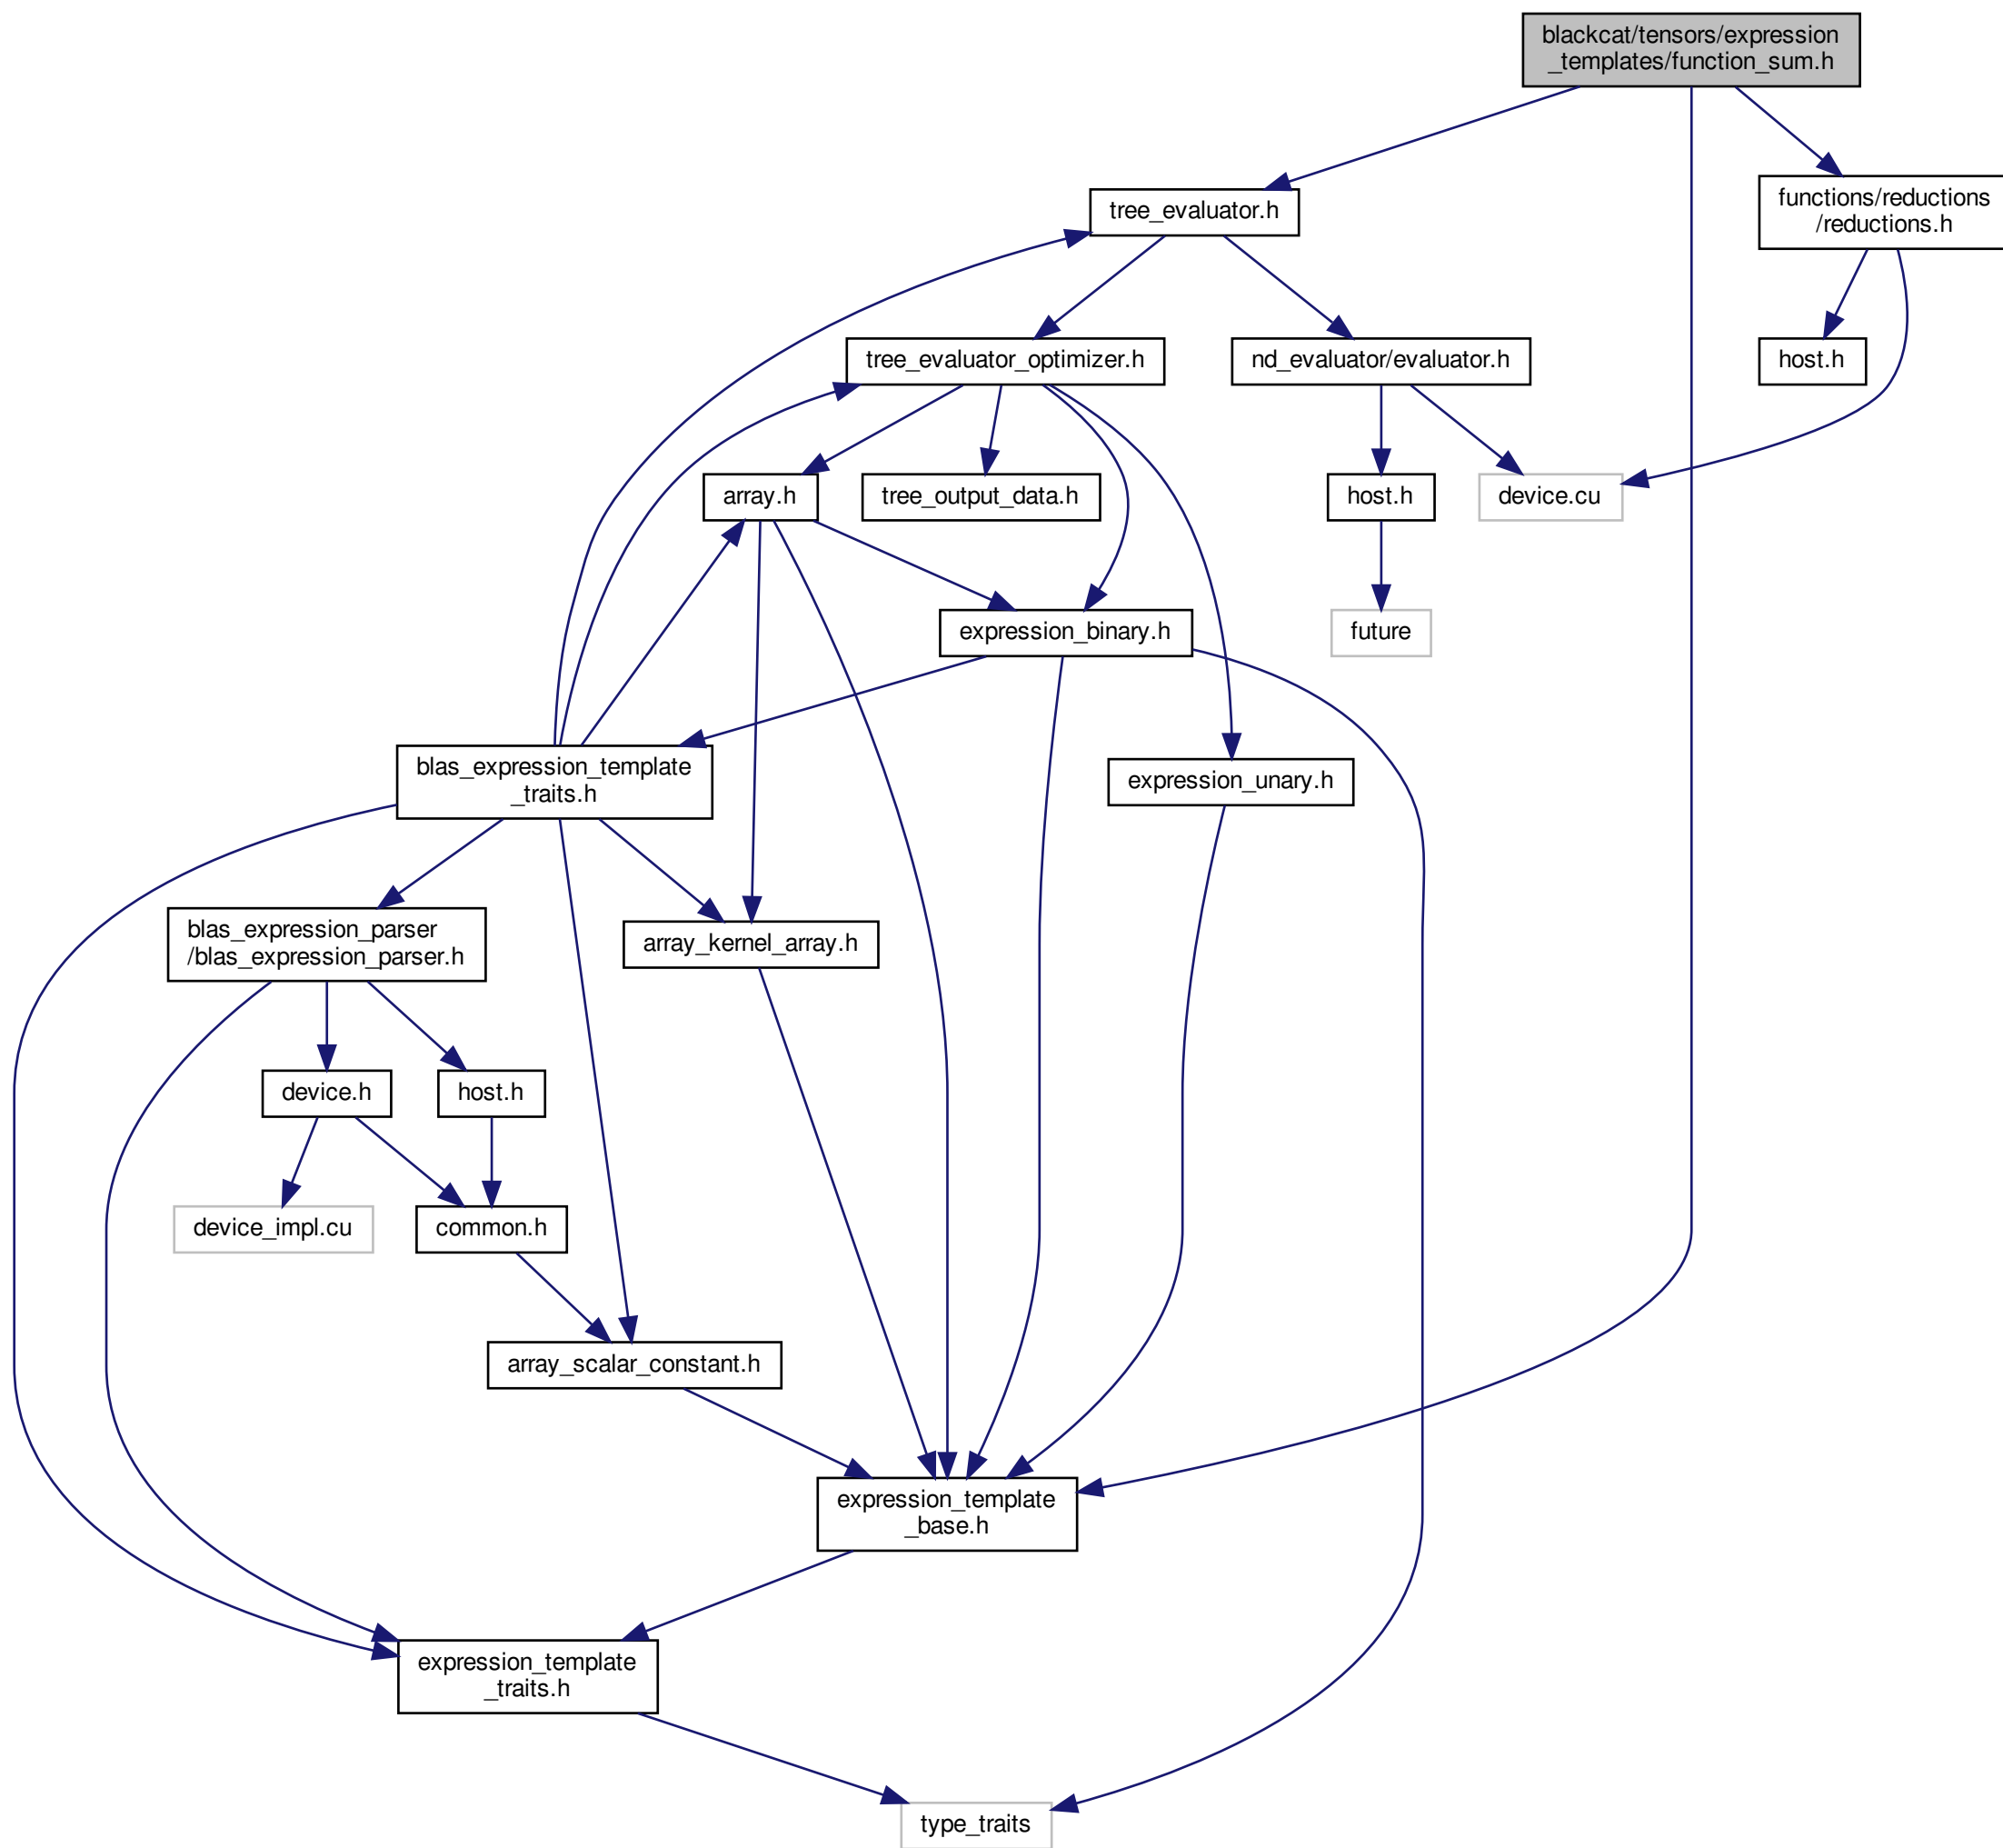 blackcat/tensors/expression
_templates/function_sum.h
tree_evaluator.h
functions/reductions
/reductions.h
tree_evaluator_optimizer.h
nd_evaluator/evaluator.h
host.h
array.h
tree_output_data.h
host.h
device.cu
expression_binary.h
future
blas_expression_template
_traits.h
expression_unary.h
blas_expression_parser
/blas_expression_parser.h
array_kernel_array.h
device.h
host.h
device_impl.cu
common.h
array_scalar_constant.h
expression_template
_base.h
expression_template
_traits.h
type_traits